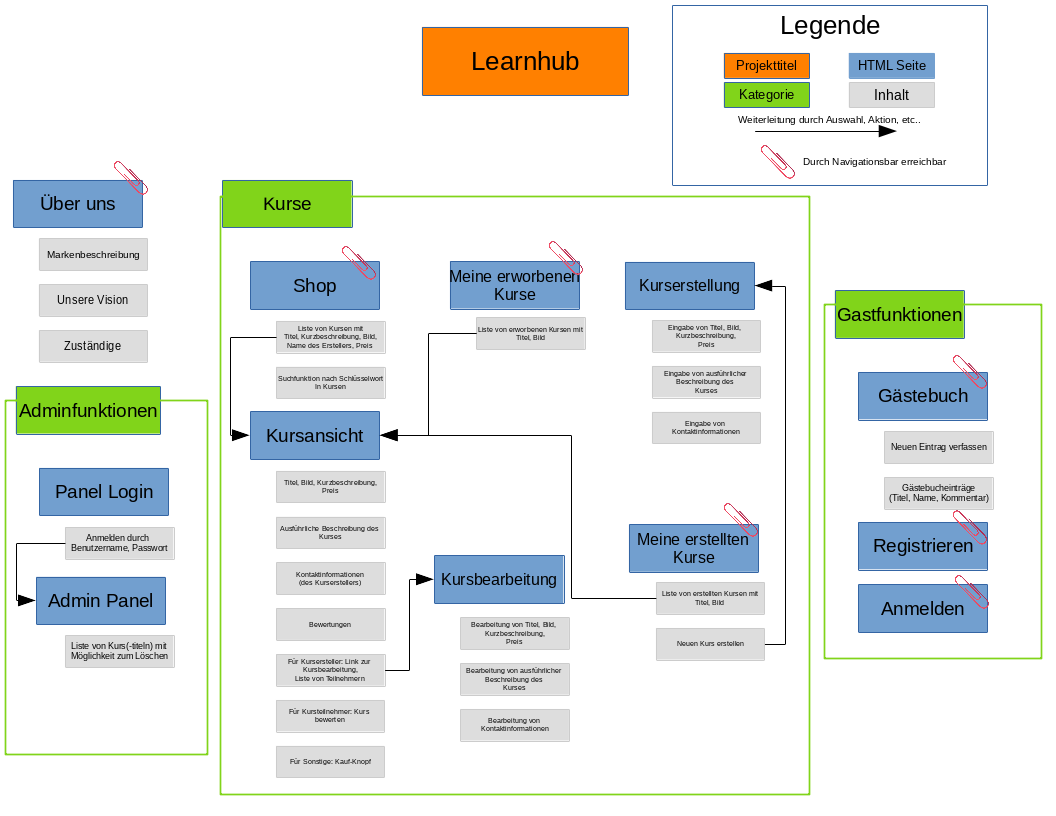 Learnhub
Legende
Projekttitel
HTML Seite
Kategorie
Inhalt
Weiterleitung durch Auswahl, Aktion, etc..
Durch Navigationsbar erreichbar
Über uns
Markenbeschreibung
Unsere Vision
Zuständige
Adminfunktionen
Panel Login
Anmelden durch
Benutzername, Passwort
Admin Panel
Liste von Kurs(-titeln) mit
Möglichkeit zum Löschen
Kurse
Shop
Liste von Kursen mit
Titel, Kurzbeschreibung, Bild,
Name des Erstellers, Preis
Suchfunktion nach Schlüsselwort
in Kursen
Kursansicht
Titel, Bild, Kurzbeschreibung,
Preis
Ausführliche Beschreibung des
Kurses
Kontaktinformationen
(des Kurserstellers)
Bewertungen
Für Kursersteller: Link zur
Kursbearbeitung,
Liste von Teilnehmern
Für Kursteilnehmer: Kurs
bewerten
Für Sonstige: Kauf-Knopf
Meine erworbenen
Kurse
Liste von erworbenen Kursen mit
Titel, Bild
Kursbearbeitung
Bearbeitung von Titel, Bild,
Kurzbeschreibung,
Preis
Bearbeitung von ausführlicher
Beschreibung des
Kurses
Bearbeitung von
Kontaktinformationen
Kurserstellung
Eingabe von Titel, Bild,
Kurzbeschreibung,
Preis
Eingabe von ausführlicher
Beschreibung des
Kurses
Eingabe von
Kontaktinformationen
Meine erstellten
Kurse
Liste von erstellten Kursen mit
Titel, Bild
Neuen Kurs erstellen
Gastfunktionen
Gästebuch
Neuen Eintrag verfassen
Gästebucheinträge
(Titel, Name, Kommentar)
Registrieren
Anmelden